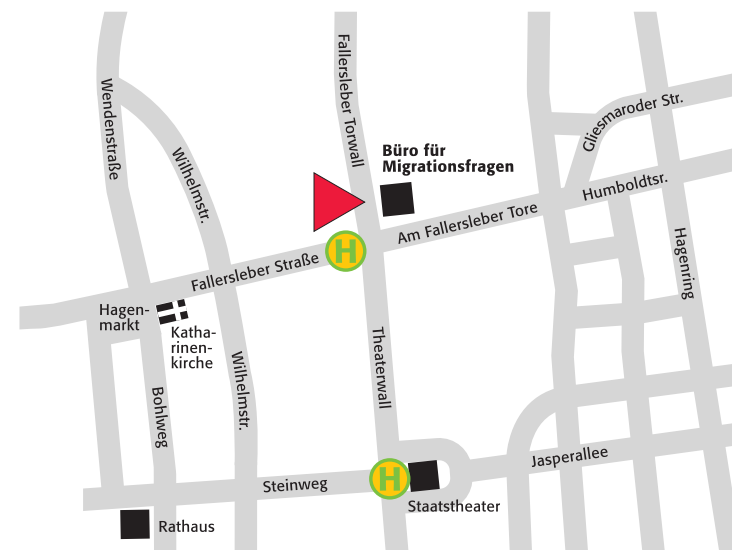 Fallersleber Torwall
Wendenstraße
Gliesmaroder Str.
Wilhelmstr.
Büro für
Migrationsfragen
Humboldtsr.
Am Fallersleber Tore
H
Fallersleber Straße
Hagenring
Hagen-
markt
Katha-
rinen-
kirche
Theaterwall
Wilhelmstr.
Bohlweg
Jasperallee
Steinweg
H
Staatstheater
Rathaus